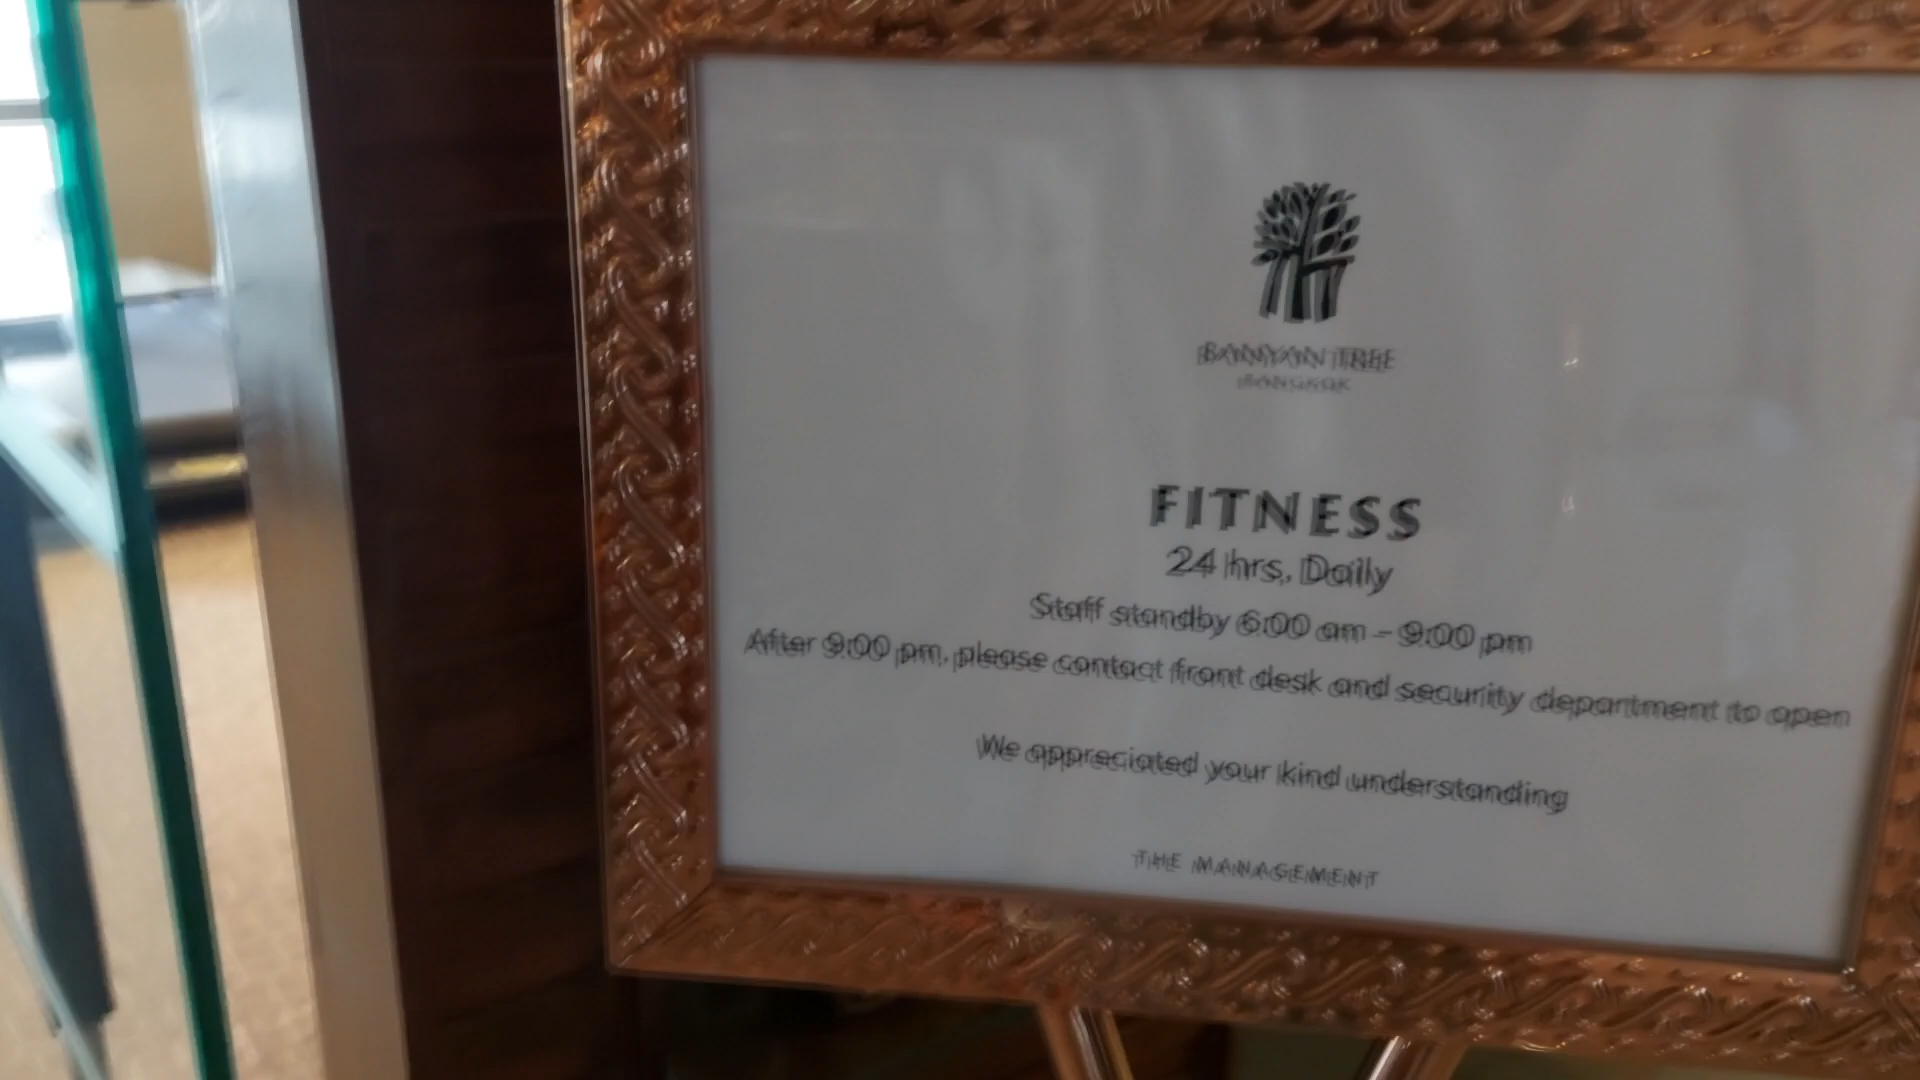 BANYAN TREE
BANGKOK
FITNESS
24 hrs, Daily
Staff standby 6:00 am - 9:00 pm
After 9:00 pm, please contact front desk and security department to open
We appreciated your kind understanding
THE MANAGEMENT